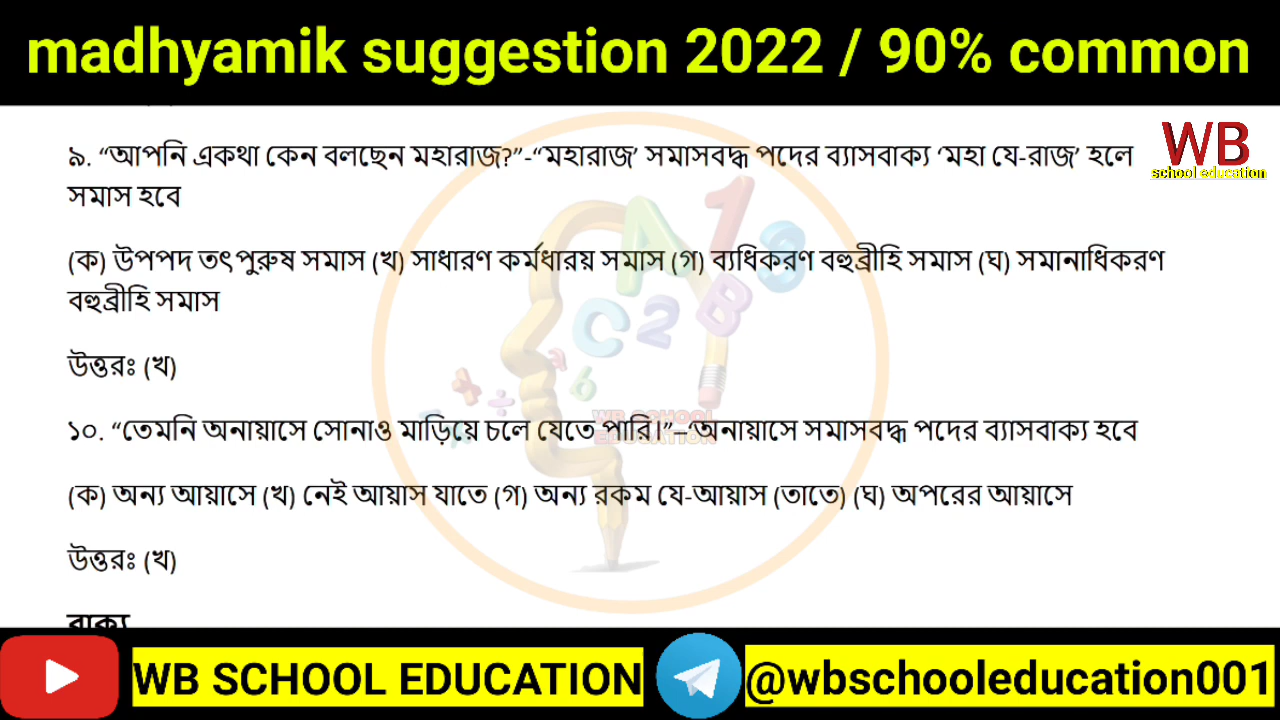 madhyamik suggestion 2022 / 90% common
WB
school education
৯. “আপনি একথা কেন বলছেন মহারাজ?”-“মহারাজ’ সমাসবদ্ধ পদের ব্যাসবাক্য ‘মহা যে-রাজ’ হলে
সমাস হবে
(ক) উপপদ তৎপুরুষ সমাস (খ) সাধারণ কর্মধারয় সমাস (গ) ব্যধিকরণ বহুব্রীহি সমাস (ঘ) সমানাধিকরণ
বহুব্রীহি সমাস
উত্তরঃ (খ)
১০. “তেমনি অনায়াসে সোনাও মাড়িয়ে চলে যেতে পারি।”–‘অনায়াসে সমাসবদ্ধ পদের ব্যাসবাক্য হবে
(ক) অন্য আয়াসে (খ) নেই আয়াস যাতে (গ) অন্য রকম যে-আয়াস (তাতে) (ঘ) অপরের আয়াসে
উত্তরঃ (খ)
বাক্য
WB SCHOOL EDUCATION
@wbschooleducation001
WB SCHOOL
EDUCATION